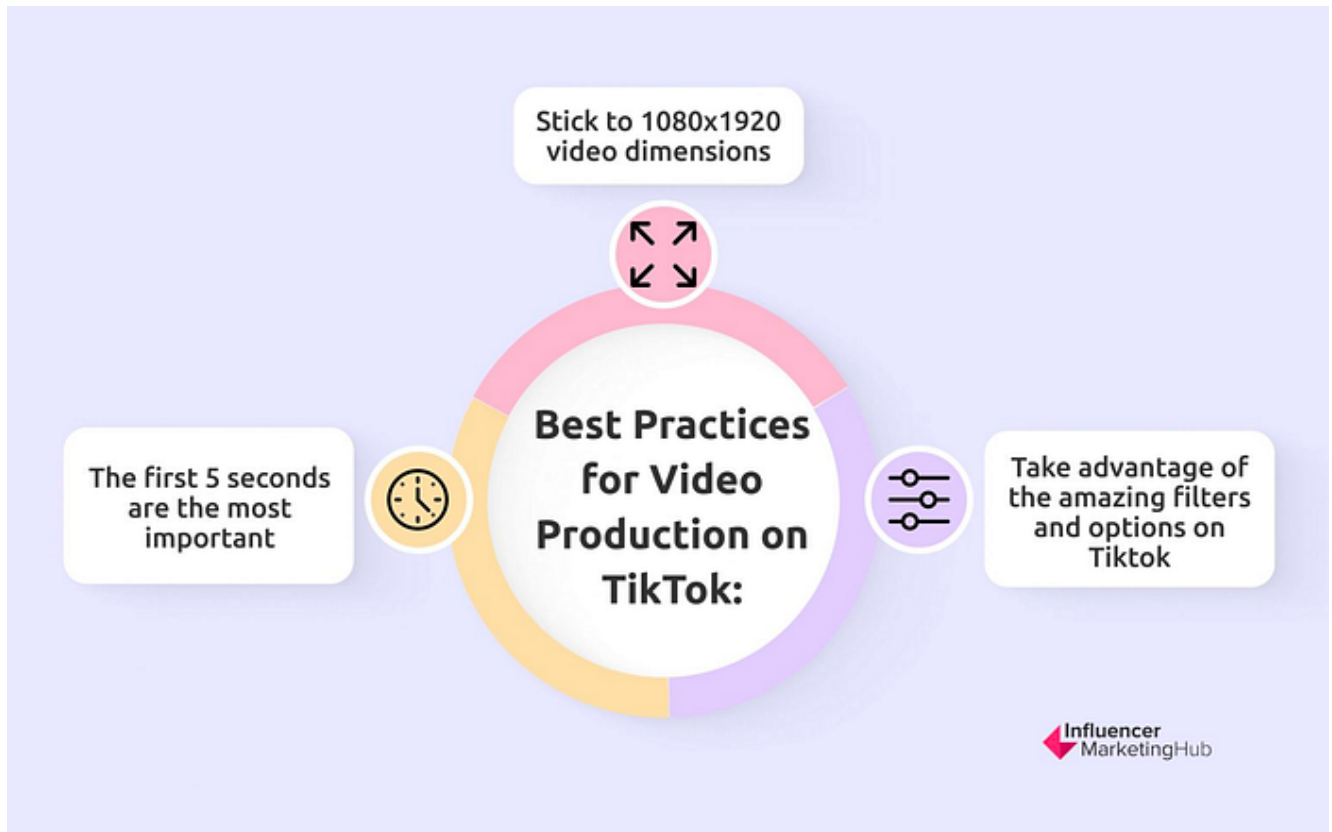 Stick to 1080x1920
video dimensions
The first 5 seconds
are the most
important
Best Practices
for Video
Production on
TikTok:
Take advantage of
the amazing filters
and options on
Tiktok
Influencer
MarketingHub